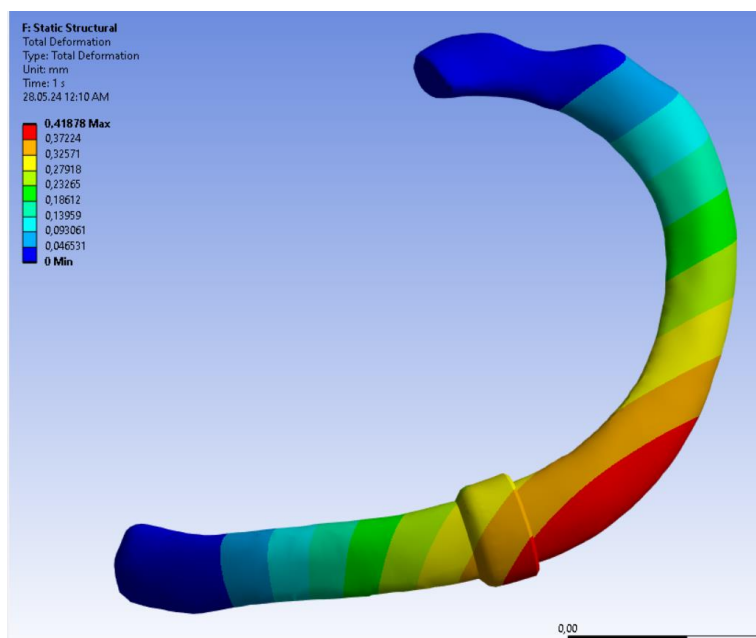 F: Static Structural
Total Deformation
Type: Total Deformation
Unit: mm
Time: 1 s
28.05.24 12:10 AM
0,41878 Max
0,37224
0,32571
0,27918
0,23265
0,18612
0,13959
0,093061
0,046531
0 Min
0,00